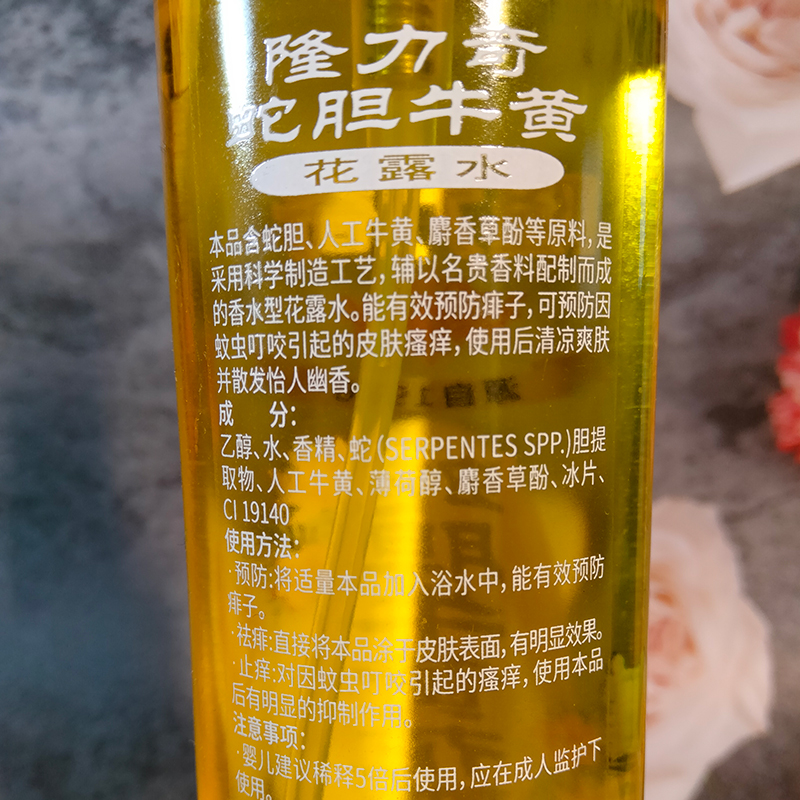 隆力奇
蛇胆牛黄
花露水
本品含蛇胆、人工牛黄、麝香草酚等原料,是
采用科学制造工艺,辅以名贵香料配制而成
的香水型花露水。能有效预防痱子,可预防因
蚊虫叮咬引起的皮肤瘙痒,使用后清凉爽肤
并散发怡人幽香。
成 分:
乙醇、水、香精、蛇(SERPENTES SPP.)胆提
取物、人工牛黄、薄荷醇、麝香草酚、冰片、
CI 19140
使用方法:
·预防:将适量本品加入浴水中,能有效预防
痱子。
·祛痱:直接将本品涂于皮肤表面,有明显效果。
·止痒:对因蚊虫叮咬引起的瘙痒,使用本品
后有明显的抑制作用。
注意事项:
·婴儿建议稀释5倍后使用,应在成人监护下
使用。